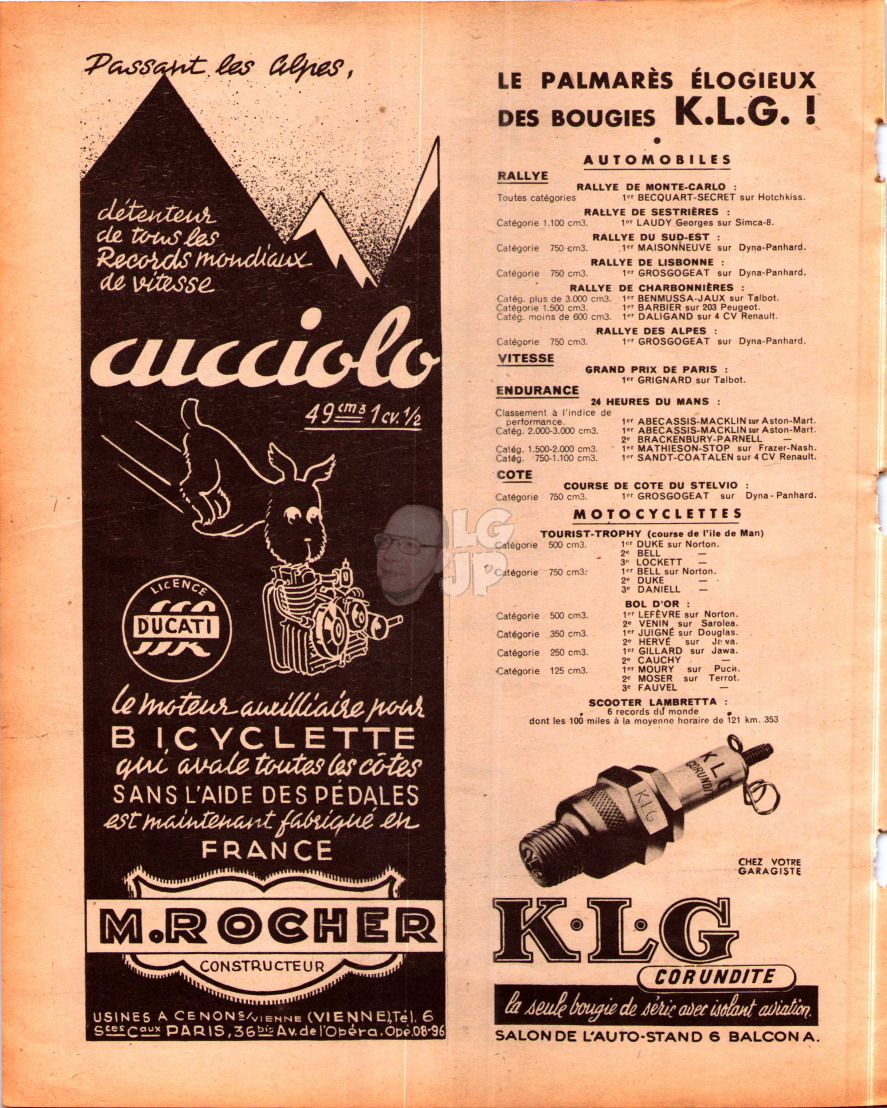 Passant les Alpes,
détenteur
de tous les
Records mondiaux
de vitesse
cucciolo
49 cm3 1 cv. 1/2
LICENCE
DUCATI
le moteur auxilliaire pour
BICYCLETTE
qui avale toutes les côtes
SANS L'AIDE DES PÉDALES
est maintenant fabriqué en
FRANCE
M.ROCHER
CONSTRUCTEUR
USINES A CENON S/VIENNE (VIENNE). Tél. 6
Sces Caux PARIS, 36bis Av. de l'Opéra. Opé.08-96
LG
JP
LE PALMARÈS ÉLOGIEUX
DES BOUGIES K.L.G. !
AUTOMOBILES
RALLYE
RALLYE DE MONTE-CARLO :
Toutes catégories 1er BECQUART-SECRET sur Hotchkiss.
RALLYE DE SESTRIÈRES :
Catégorie 1.100 cm3. 1er LAUDY Georges sur Simca-8.
RALLYE DU SUD-EST :
Catégorie 750 cm3. 1er MAISONNEUVE sur Dyna-Panhard.
RALLYE DE LISBONNE :
Catégorie 750 cm3. 1er GROSGOGEAT sur Dyna-Panhard.
RALLYE DE CHARBONNIÈRES :
Catég. plus de 3.000 cm3. 1er BENMUSSA-JAUX sur Talbot.
Catégorie 1.500 cm3. 1er BARBIER sur 203 Peugeot.
Catég. moins de 600 cm3. 1er DALIGAND sur 4 CV Renault.
RALLYE DES ALPES :
Catégorie 750 cm3. 1er GROSGOGEAT sur Dyna-Panhard.
VITESSE
GRAND PRIX DE PARIS :
1er GRIGNARD sur Talbot.
ENDURANCE
24 HEURES DU MANS :
Classement à l'indice de
performance. 1er ABECASSIS-MACKLIN sur Aston-Mart.
Catég. 2.000-3.000 cm3. 1er ABECASSIS-MACKLIN sur Aston-Mart.
2e BRACKENBURY-PARNELL —
Catég. 1.500-2.000 cm3. 1er MATHIESON-STOP sur Frazer-Nash.
Catég. 750-1.100 cm3. 1er SANDT-COATALEN sur 4 CV Renault.
COTE
COURSE DE COTE DU STELVIO :
Catégorie 750 cm3. 1er GROSGOGEAT sur Dyna-Panhard.
MOTOCYCLETTES
TOURIST-TROPHY (course de l'ile de Man)
Catégorie 500 cm3. 1er DUKE sur Norton.
2e BELL —
3e LOCKETT —
Catégorie 750 cm3. 1er BELL sur Norton.
2e DUKE —
3e DANIELL —
BOL D'OR :
Catégorie 500 cm3. 1er LEFÈVRE sur Norton.
2e VENIN sur Sarolea.
Catégorie 350 cm3. 1er JUIGNÉ sur Douglas.
2e HERVÉ sur Java.
Catégorie 250 cm3. 1er GILLARD sur Jawa.
2e CAUCHY —
Catégorie 125 cm3. 1er MOURY sur Puch.
2e MOSER sur Terrot.
3e FAUVEL —
SCOOTER LAMBRETTA :
6 records du monde
dont les 100 miles à la moyenne horaire de 121 km. 353
KLG
CORUNDITE
KLG
CHEZ VOTRE
GARAGISTE
K·L·G
CORUNDITE
la seule bougie de série avec isolant aviation.
SALON DE L'AUTO-STAND 6 BALCON A.